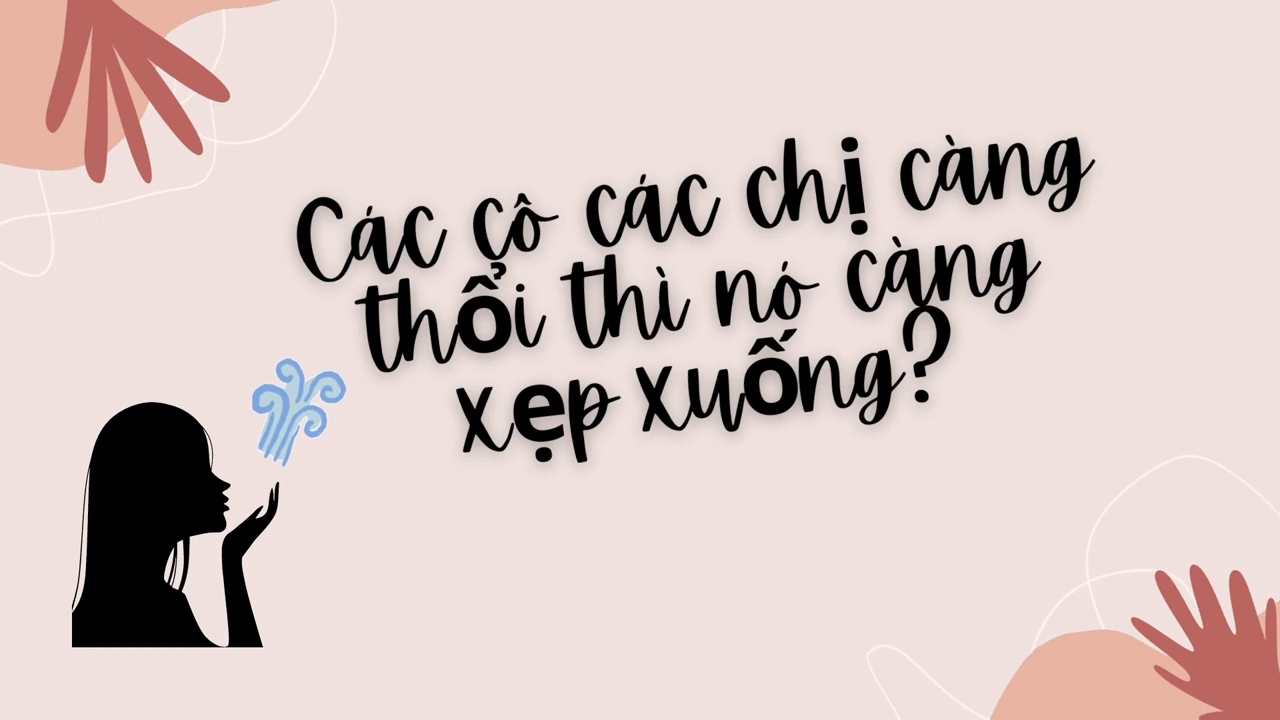 Các cô các chị càng
thổi thì nó càng
xẹp xuống?